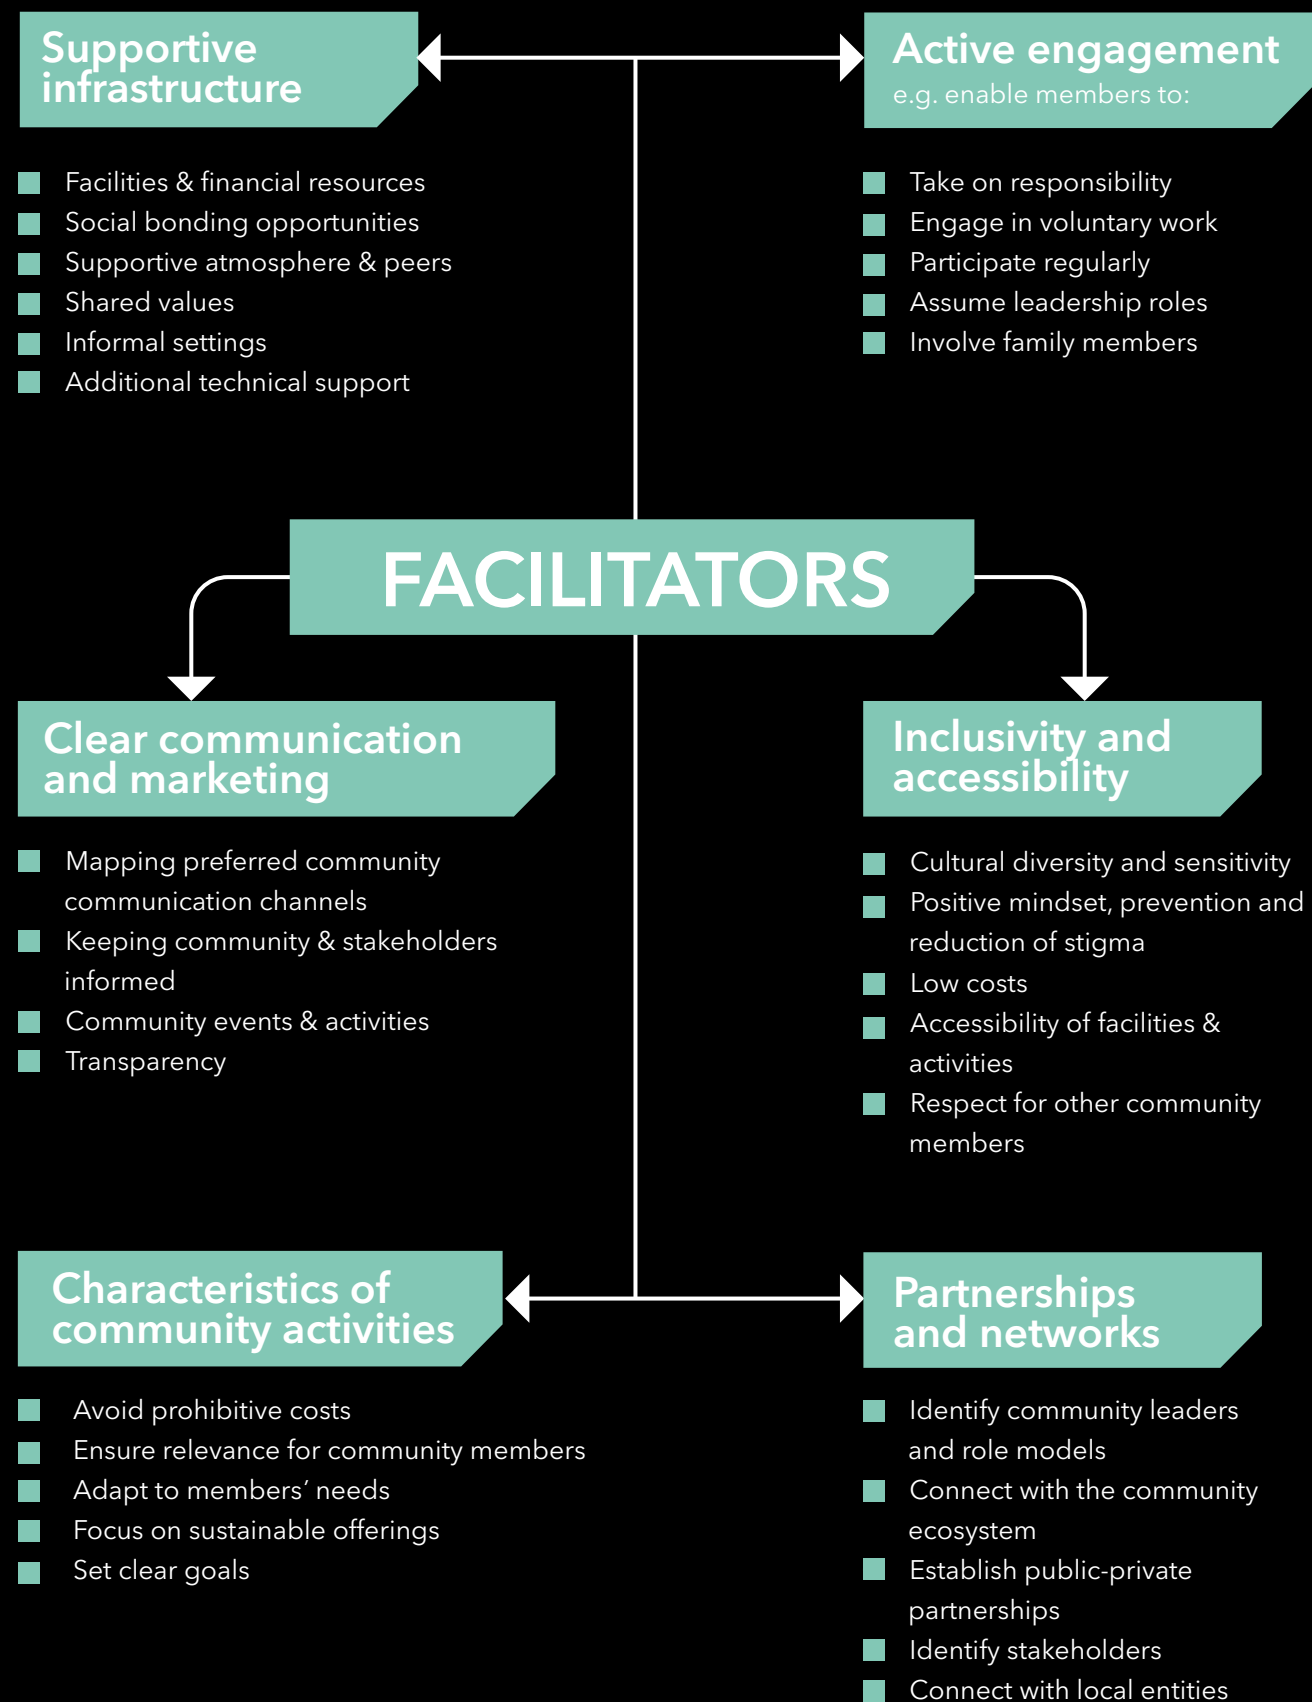 Supportive
infrastructure
Facilities & financial resources
Social bonding opportunities
Supportive atmosphere & peers
Shared values
Informal settings
Additional technical support
Active engagement
e.g. enable members to:
Take on responsibility
Engage in voluntary work
Participate regularly
Assume leadership roles
Involve family members
FACILITATORS
Clear communication
and marketing
Mapping preferred community
communication channels
Keeping community & stakeholders
informed
Community events & activities
Transparency
Inclusivity and
accessibility
Cultural diversity and sensitivity
Positive mindset, prevention and
reduction of stigma
Low costs
Accessibility of facilities &
activities
Respect for other community
members
Characteristics of
community activities
Avoid prohibitive costs
Ensure relevance for community members
Adapt to members’ needs
Focus on sustainable offerings
Set clear goals
Partnerships
and networks
Identify community leaders
and role models
Connect with the community
ecosystem
Establish public-private
partnerships
Identify stakeholders
Connect with local entities